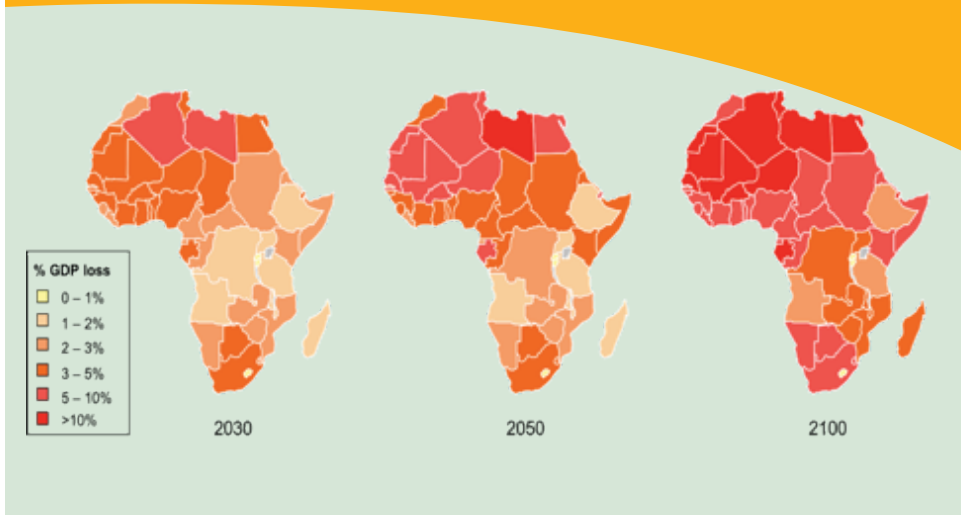 % GDP loss
0 – 1%
1 – 2%
2 – 3%
3 – 5%
5 – 10%
>10%
2030
2050
2100